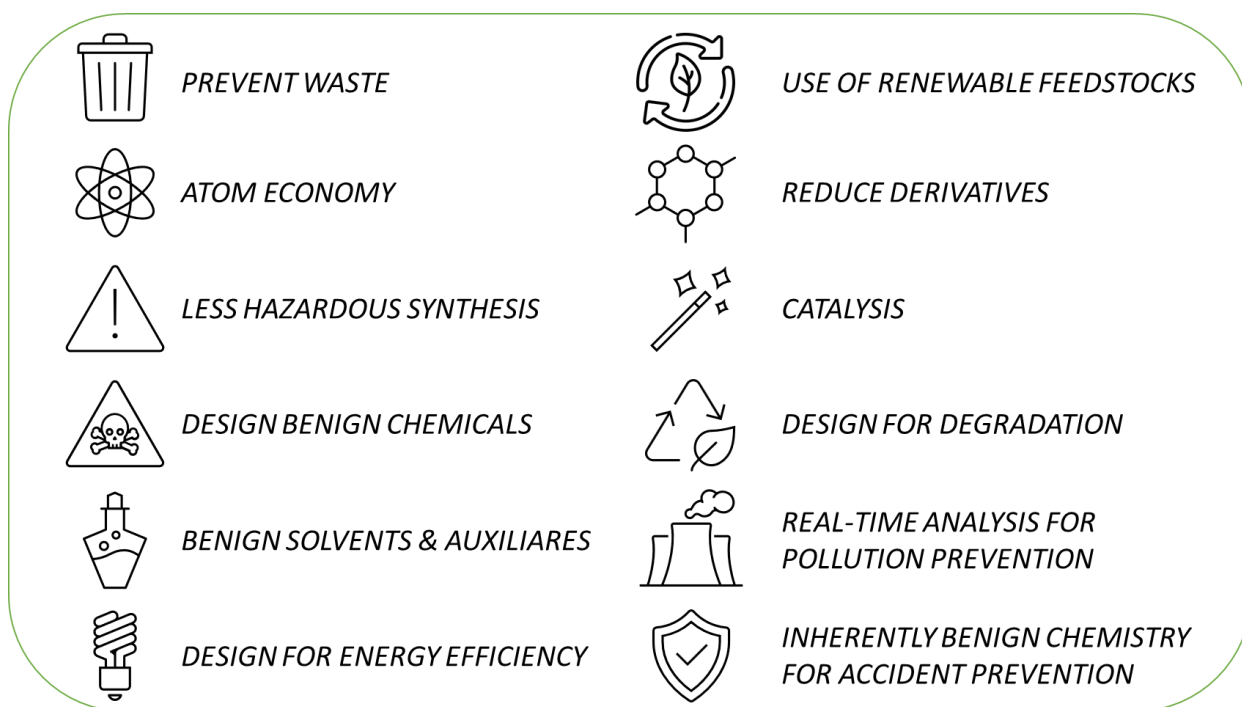 PREVENT WASTE
ATOM ECONOMY
LESS HAZARDOUS SYNTHESIS
DESIGN BENIGN CHEMICALS
BENIGN SOLVENTS & AUXILIARES
DESIGN FOR ENERGY EFFICIENCY
USE OF RENEWABLE FEEDSTOCKS
REDUCE DERIVATIVES
CATALYSIS
DESIGN FOR DEGRADATION
REAL-TIME ANALYSIS FOR
POLLUTION PREVENTION
INHERENTLY BENIGN CHEMISTRY
FOR ACCIDENT PREVENTION